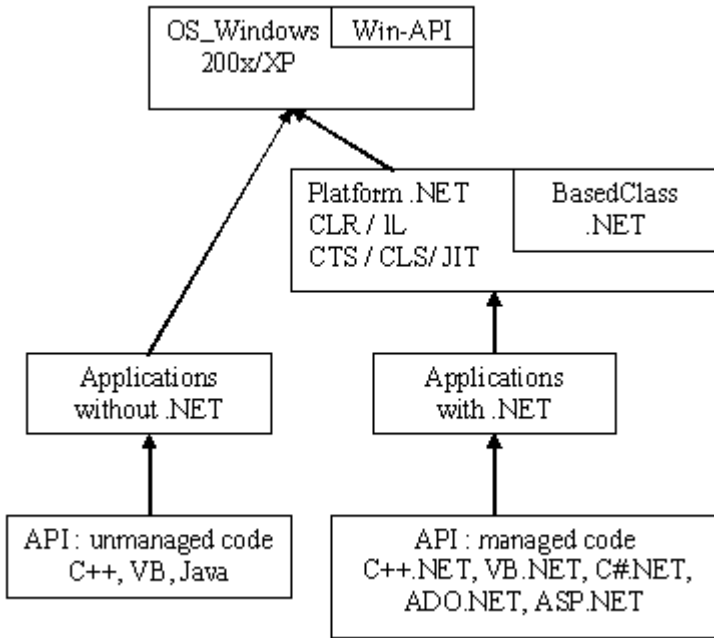 OS_Windows
200x/XP
Win-API
Platform .NET
CLR / IL
CTS / CLS/ JIT
BasedClass
.NET
Applications
without .NET
Applications
with .NET
API : unmanaged code
C++, VB, Java
API : managed code
C++.NET, VB.NET, C#.NET,
ADO.NET, ASP.NET